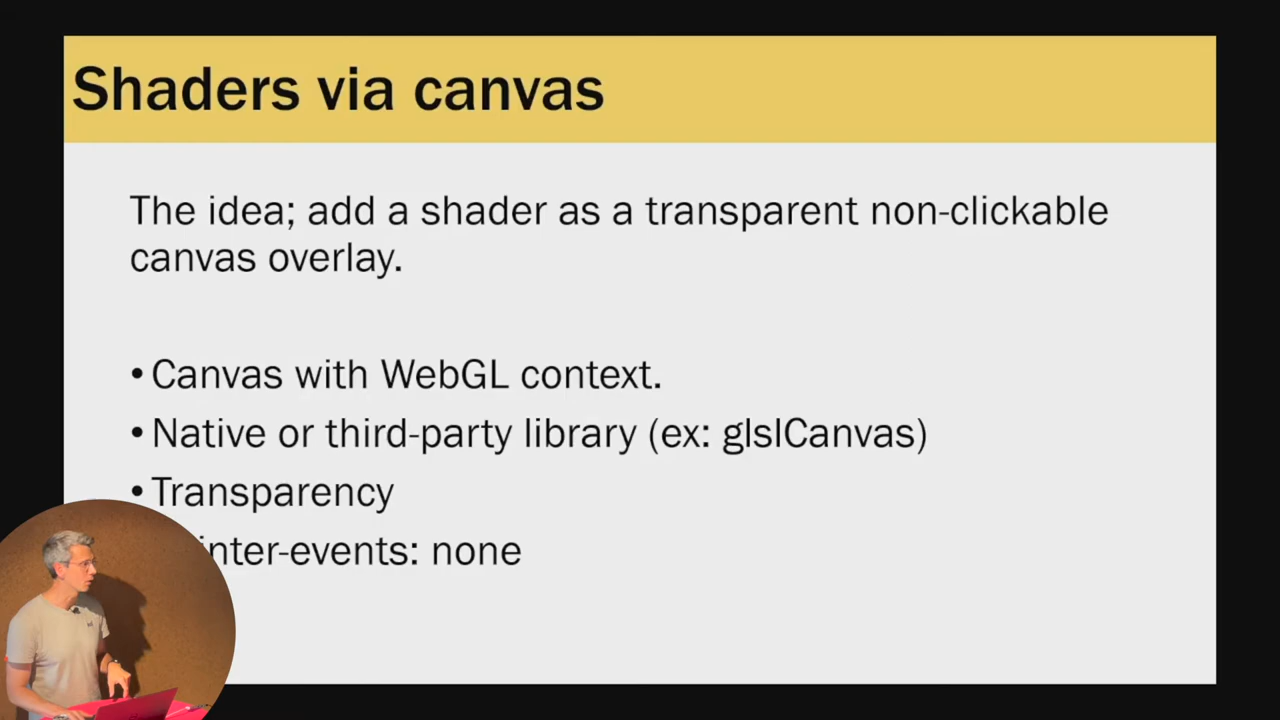 Shaders via canvas
The idea; add a shader as a transparent non-clickable
canvas overlay.
• Canvas with WebGL context.
• Native or third-party library (ex: glslCanvas)
• Transparency
inter-events: none